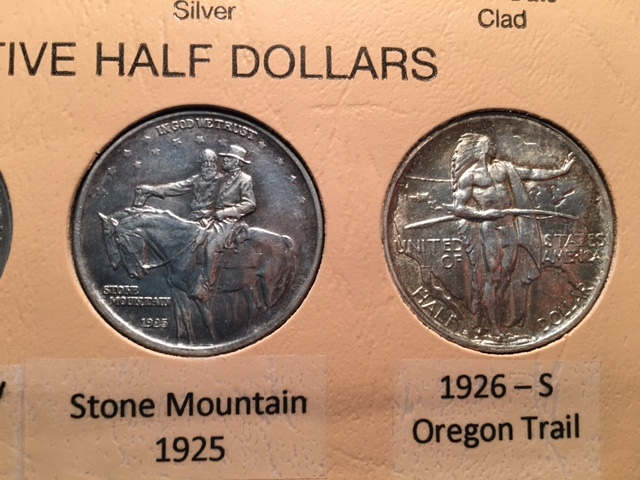 Silver
Clad
TIVE HALF DOLLARS
IN GOD WE TRUST
STONE
MOUNTAIN
1925
UNITED STATES
OF AMERICA
HALF DOLLAR
Stone Mountain
1925
1926 – S
Oregon Trail